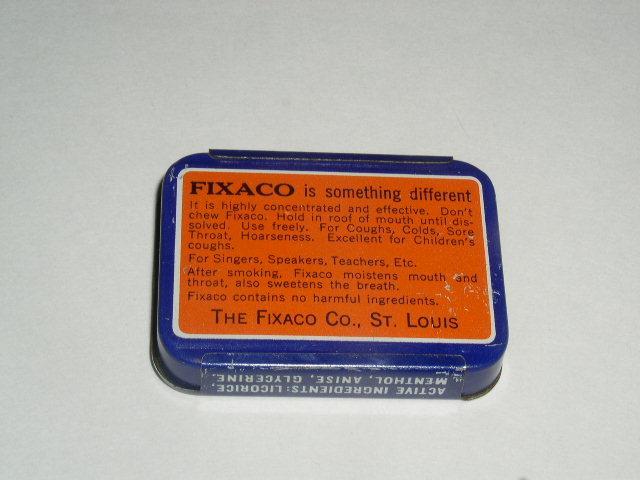 FIXACO is something different
It is highly concentrated and effective. Don't
chew Fixaco. Hold in roof of mouth until dis-
solved. Use freely. For Coughs, Colds, Sore
Throat, Hoarseness. Excellent for Children's
coughs.
For Singers, Speakers, Teachers, Etc.
After smoking, Fixaco moistens mouth and
throat, also sweetens the breath.
Fixaco contains no harmful ingredients.
THE FIXACO CO., ST. LOUIS
ACTIVE INGREDIENTS: LICORICE,
MENTHOL, ANISE, GLYCERINE.